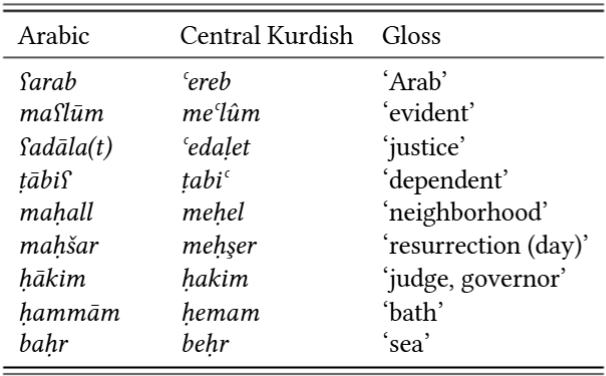 Arabic Central Kurdish Gloss
ʕarab ʿereb ‘Arab’
maʕlūm meʿlûm ‘evident’
ʕadāla(t) ʿedaḷet ‘justice’
ṭābiʕ ṭabiʿ ‘dependent’
maḥall meḥel ‘neighborhood’
maḥšar meḥşer ‘resurrection (day)’
ḥākim ḥakim ‘judge, governor’
ḥammām ḥemam ‘bath’
baḥr beḥr ‘sea’